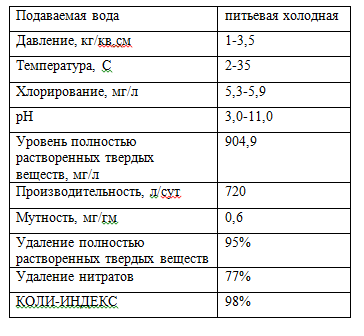 Подаваемая вода питьевая холодная
Давление, кг/кв.см 1-3,5
Температура, С 2-35
Хлорирование, мг/л 5,3-5,9
pH 3,0-11,0
Уровень полностью 904,9
растворенных твердых
веществ, мг/л
Производительность, л/сут 720
Мутность, мг/гм 0,6
Удаление полностью 95%
растворенных твердых веществ
Удаление нитратов 77%
КОЛИ-ИНДЕКС 98%